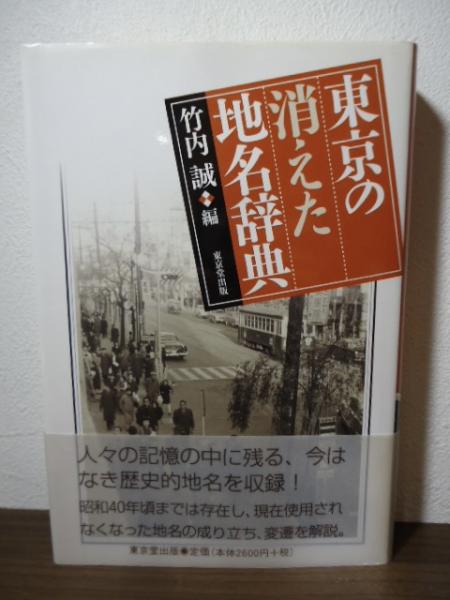 東京の
消えた
地名辞典
竹内 誠 編
東京堂出版
人々の記憶の中に残る、今は
なき歴史的地名を収録！
昭和40年頃までは存在し、現在使用され
なくなった地名の成り立ち、変遷を解説。
東京堂出版●定価（本体2600円＋税）